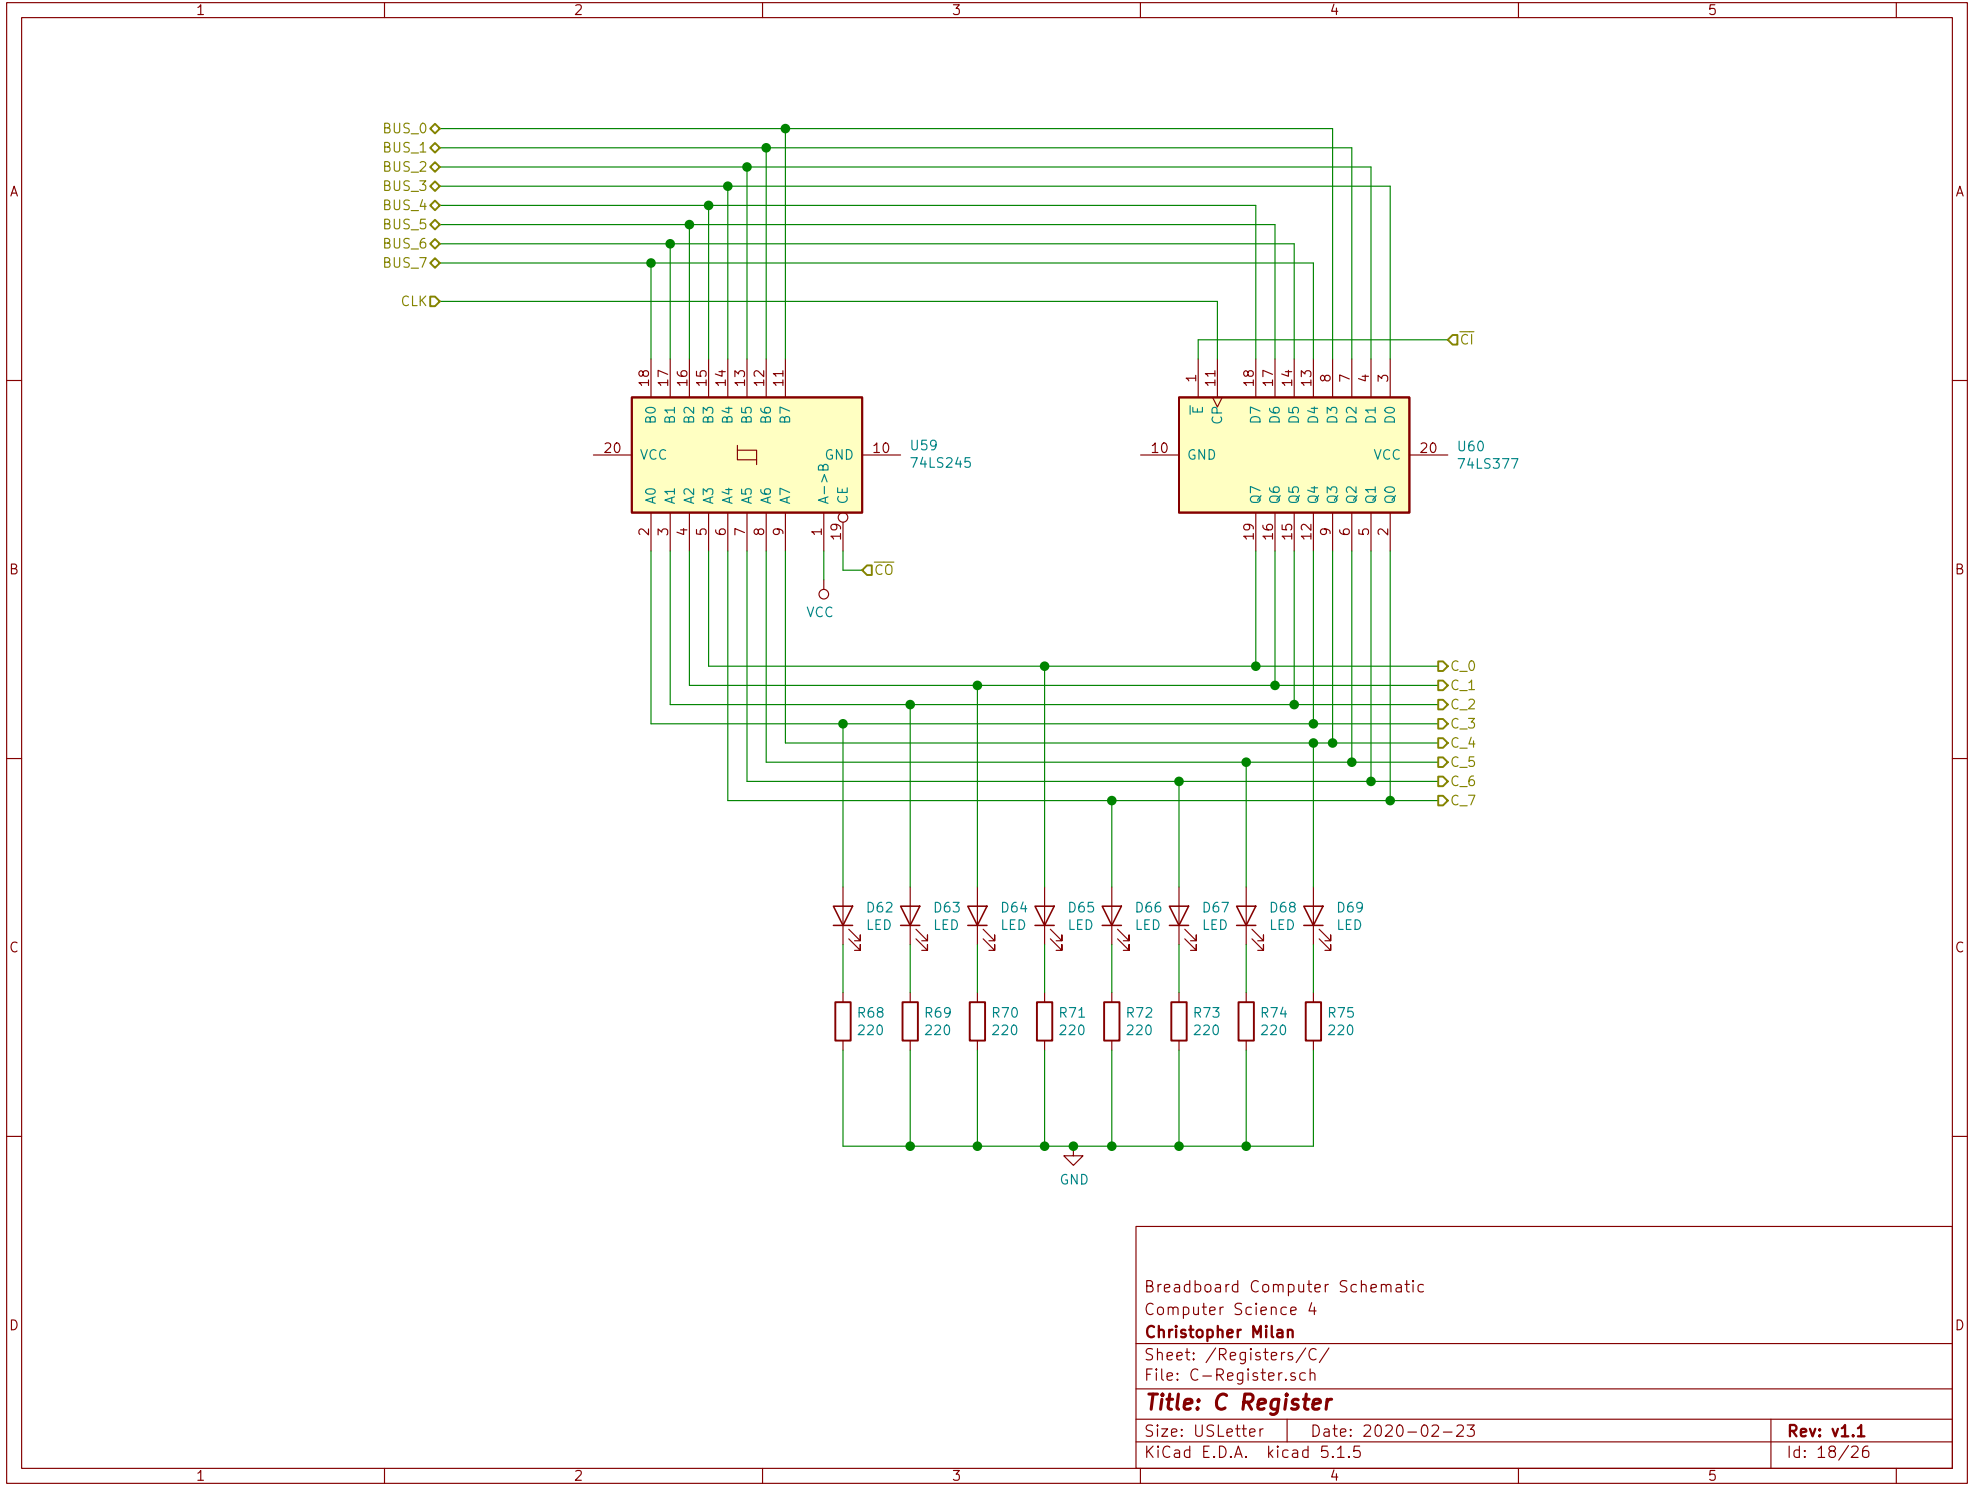 1 2 3 4 5
A A
BUS_0
BUS_1
BUS_2
BUS_3
BUS_4
BUS_5
BUS_6
BUS_7
CLK
CI
18 17 16 15 14 13 12 11
B0 B1 B2 B3 B4 B5 B6 B7
20 VCC GND 10
A0 A1 A2 A3 A4 A5 A6 A7 A->B CE
2 3 4 5 6 7 8 9 1 19
U59
74LS245
1 11 18 17 14 13 8 7 4 3
E CP D7 D6 D5 D4 D3 D2 D1 D0
10 GND VCC 20
Q7 Q6 Q5 Q4 Q3 Q2 Q1 Q0
19 16 15 12 9 6 5 2
U60
74LS377
B B
CO
VCC
C_0
C_1
C_2
C_3
C_4
C_5
C_6
C_7
D62 D63 D64 D65 D66 D67 D68 D69
LED LED LED LED LED LED LED LED
C C
R68 R69 R70 R71 R72 R73 R74 R75
220 220 220 220 220 220 220 220
GND
D D
Breadboard Computer Schematic
Computer Science 4
Christopher Milan
Sheet: /Registers/C/
File: C-Register.sch
Title: C Register
Size: USLetter Date: 2020-02-23 Rev: v1.1
KiCad E.D.A. kicad 5.1.5 Id: 18/26
1 2 3 4 5